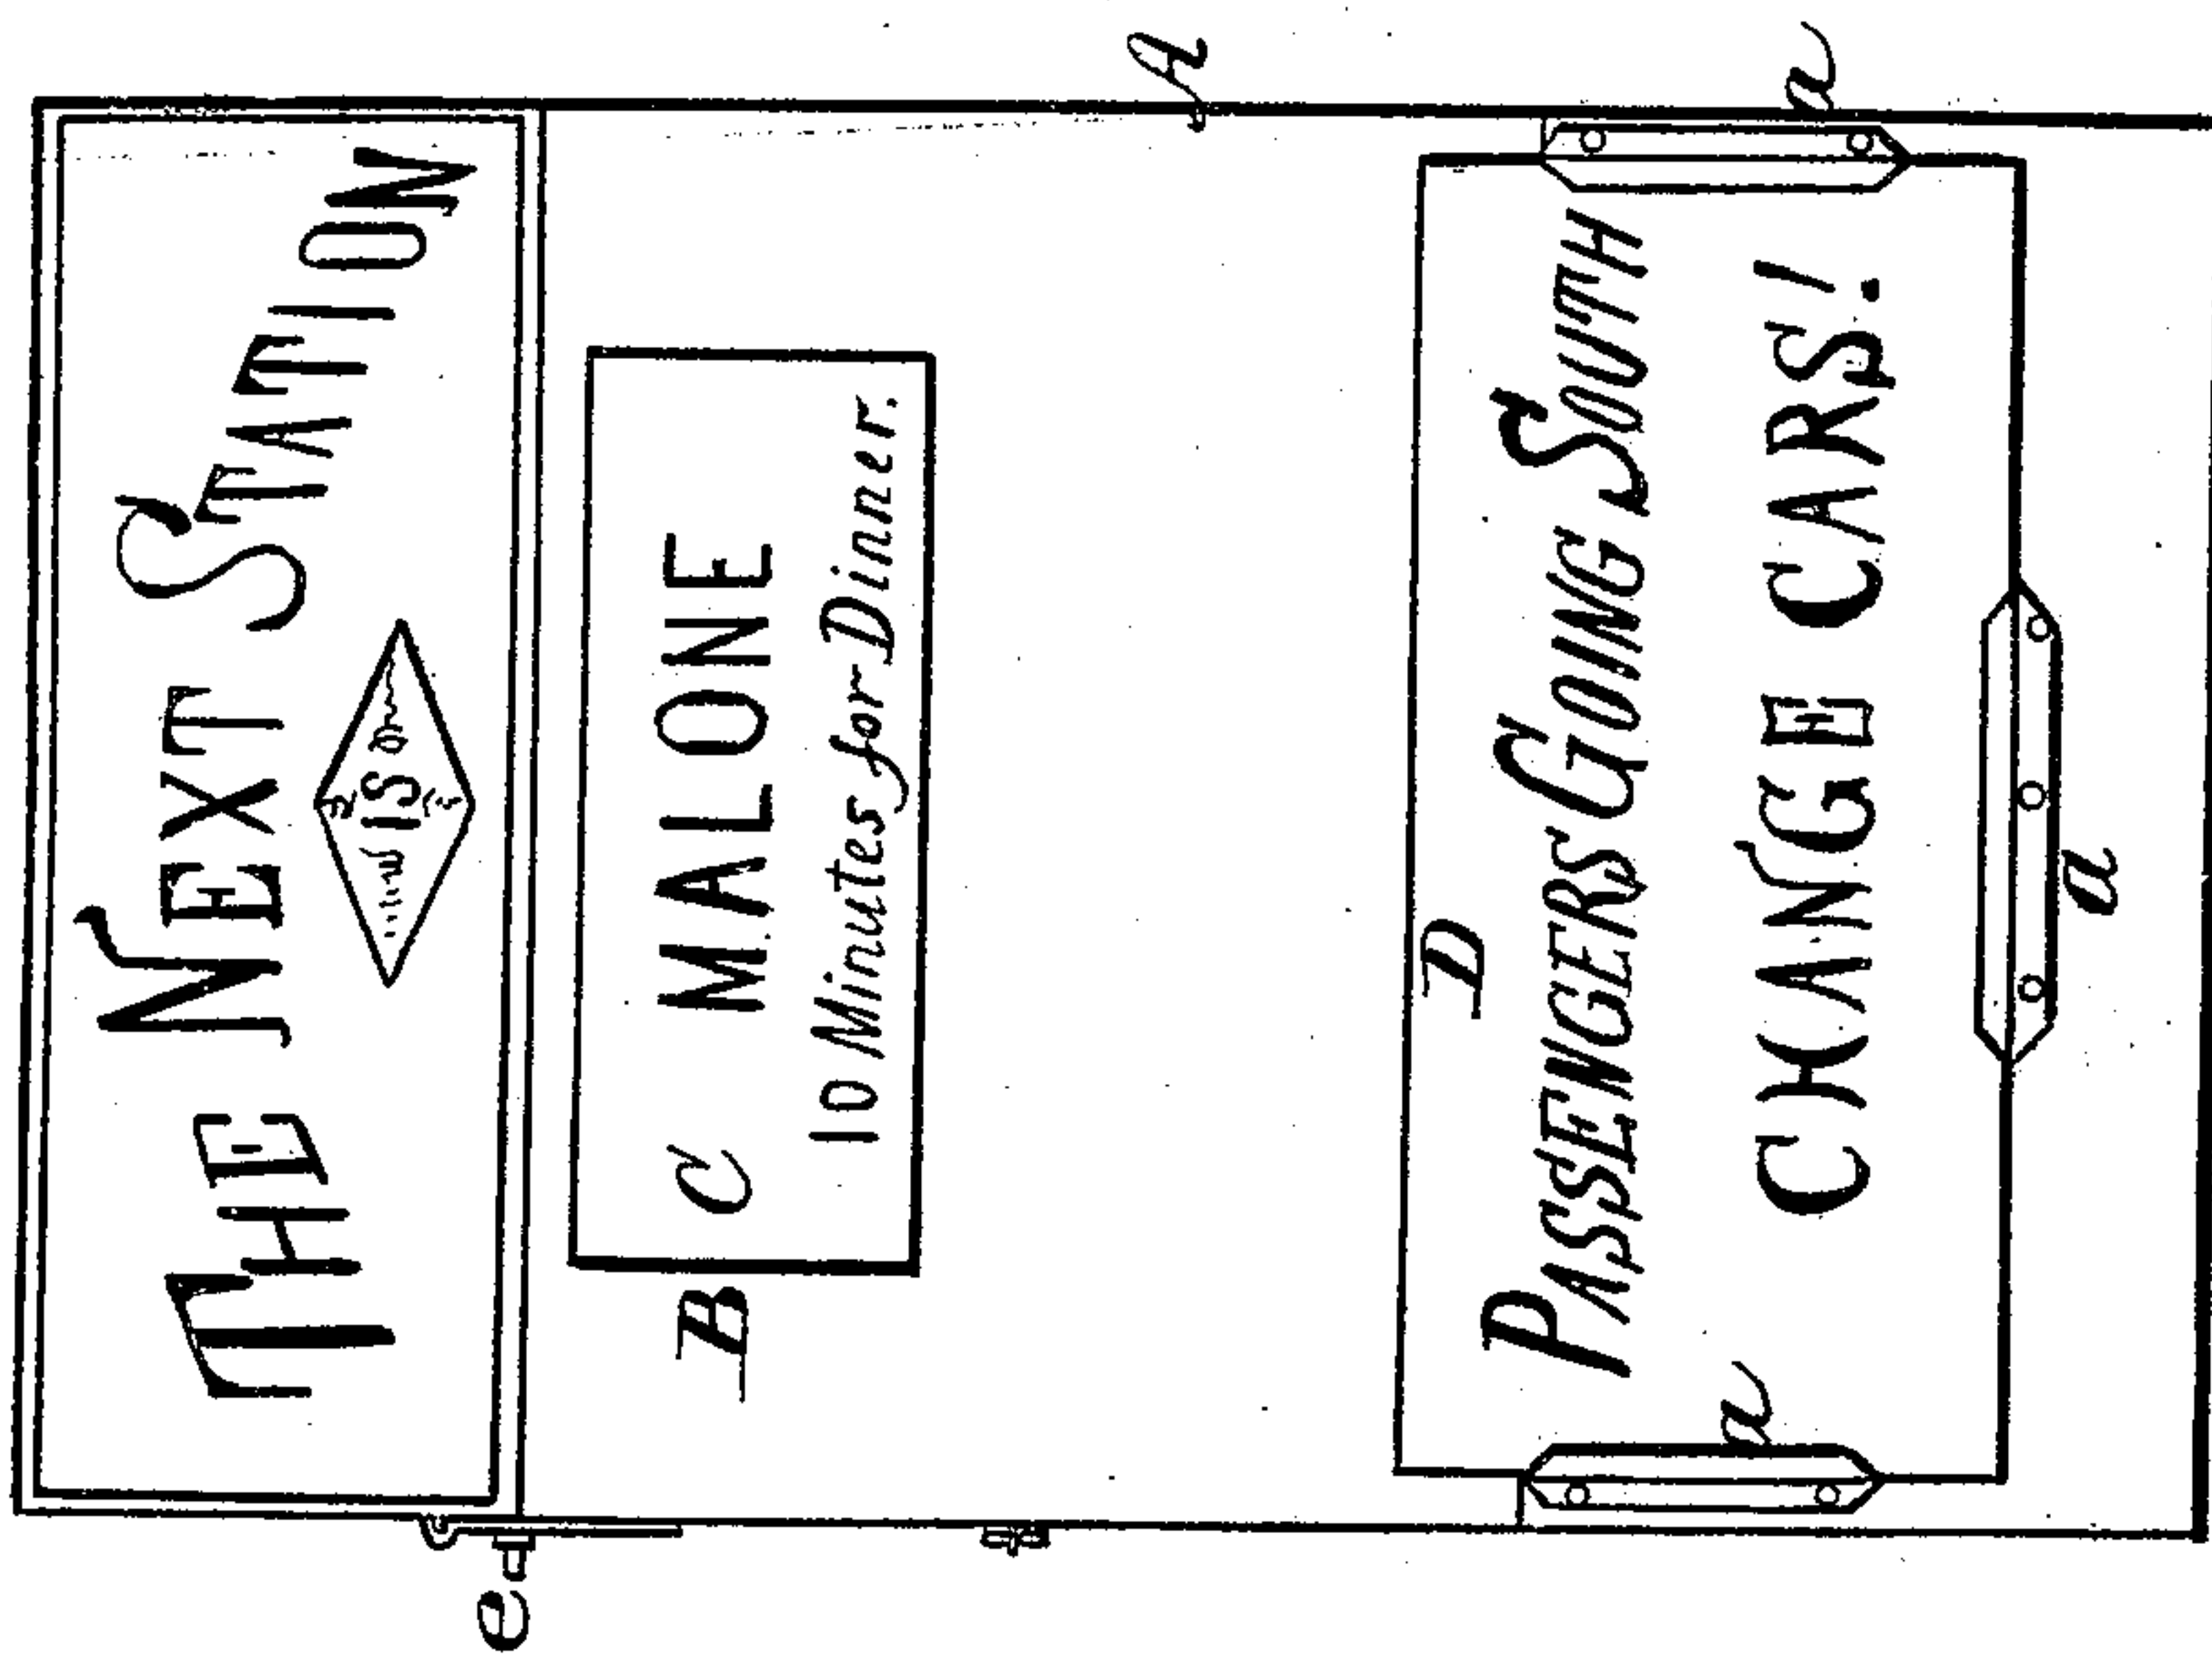 THE NEXT STATION
IS
A
C MALONE
B
10 Minutes for Dinner.
e
D
PASSENGERS GOING SOUTH
a
CHANGE CARS!
a
a